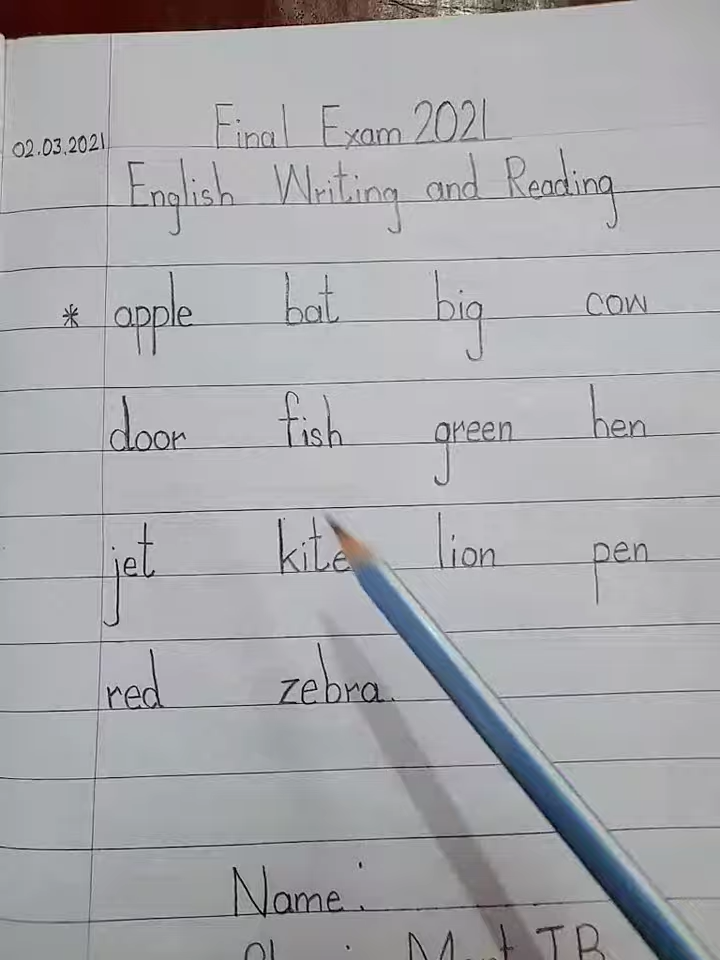 Final Exam 2021
02.03.2021
English Writing and Reading
* apple bat big cow
door fish green hen
jet kite lion pen
red zebra.
Name: